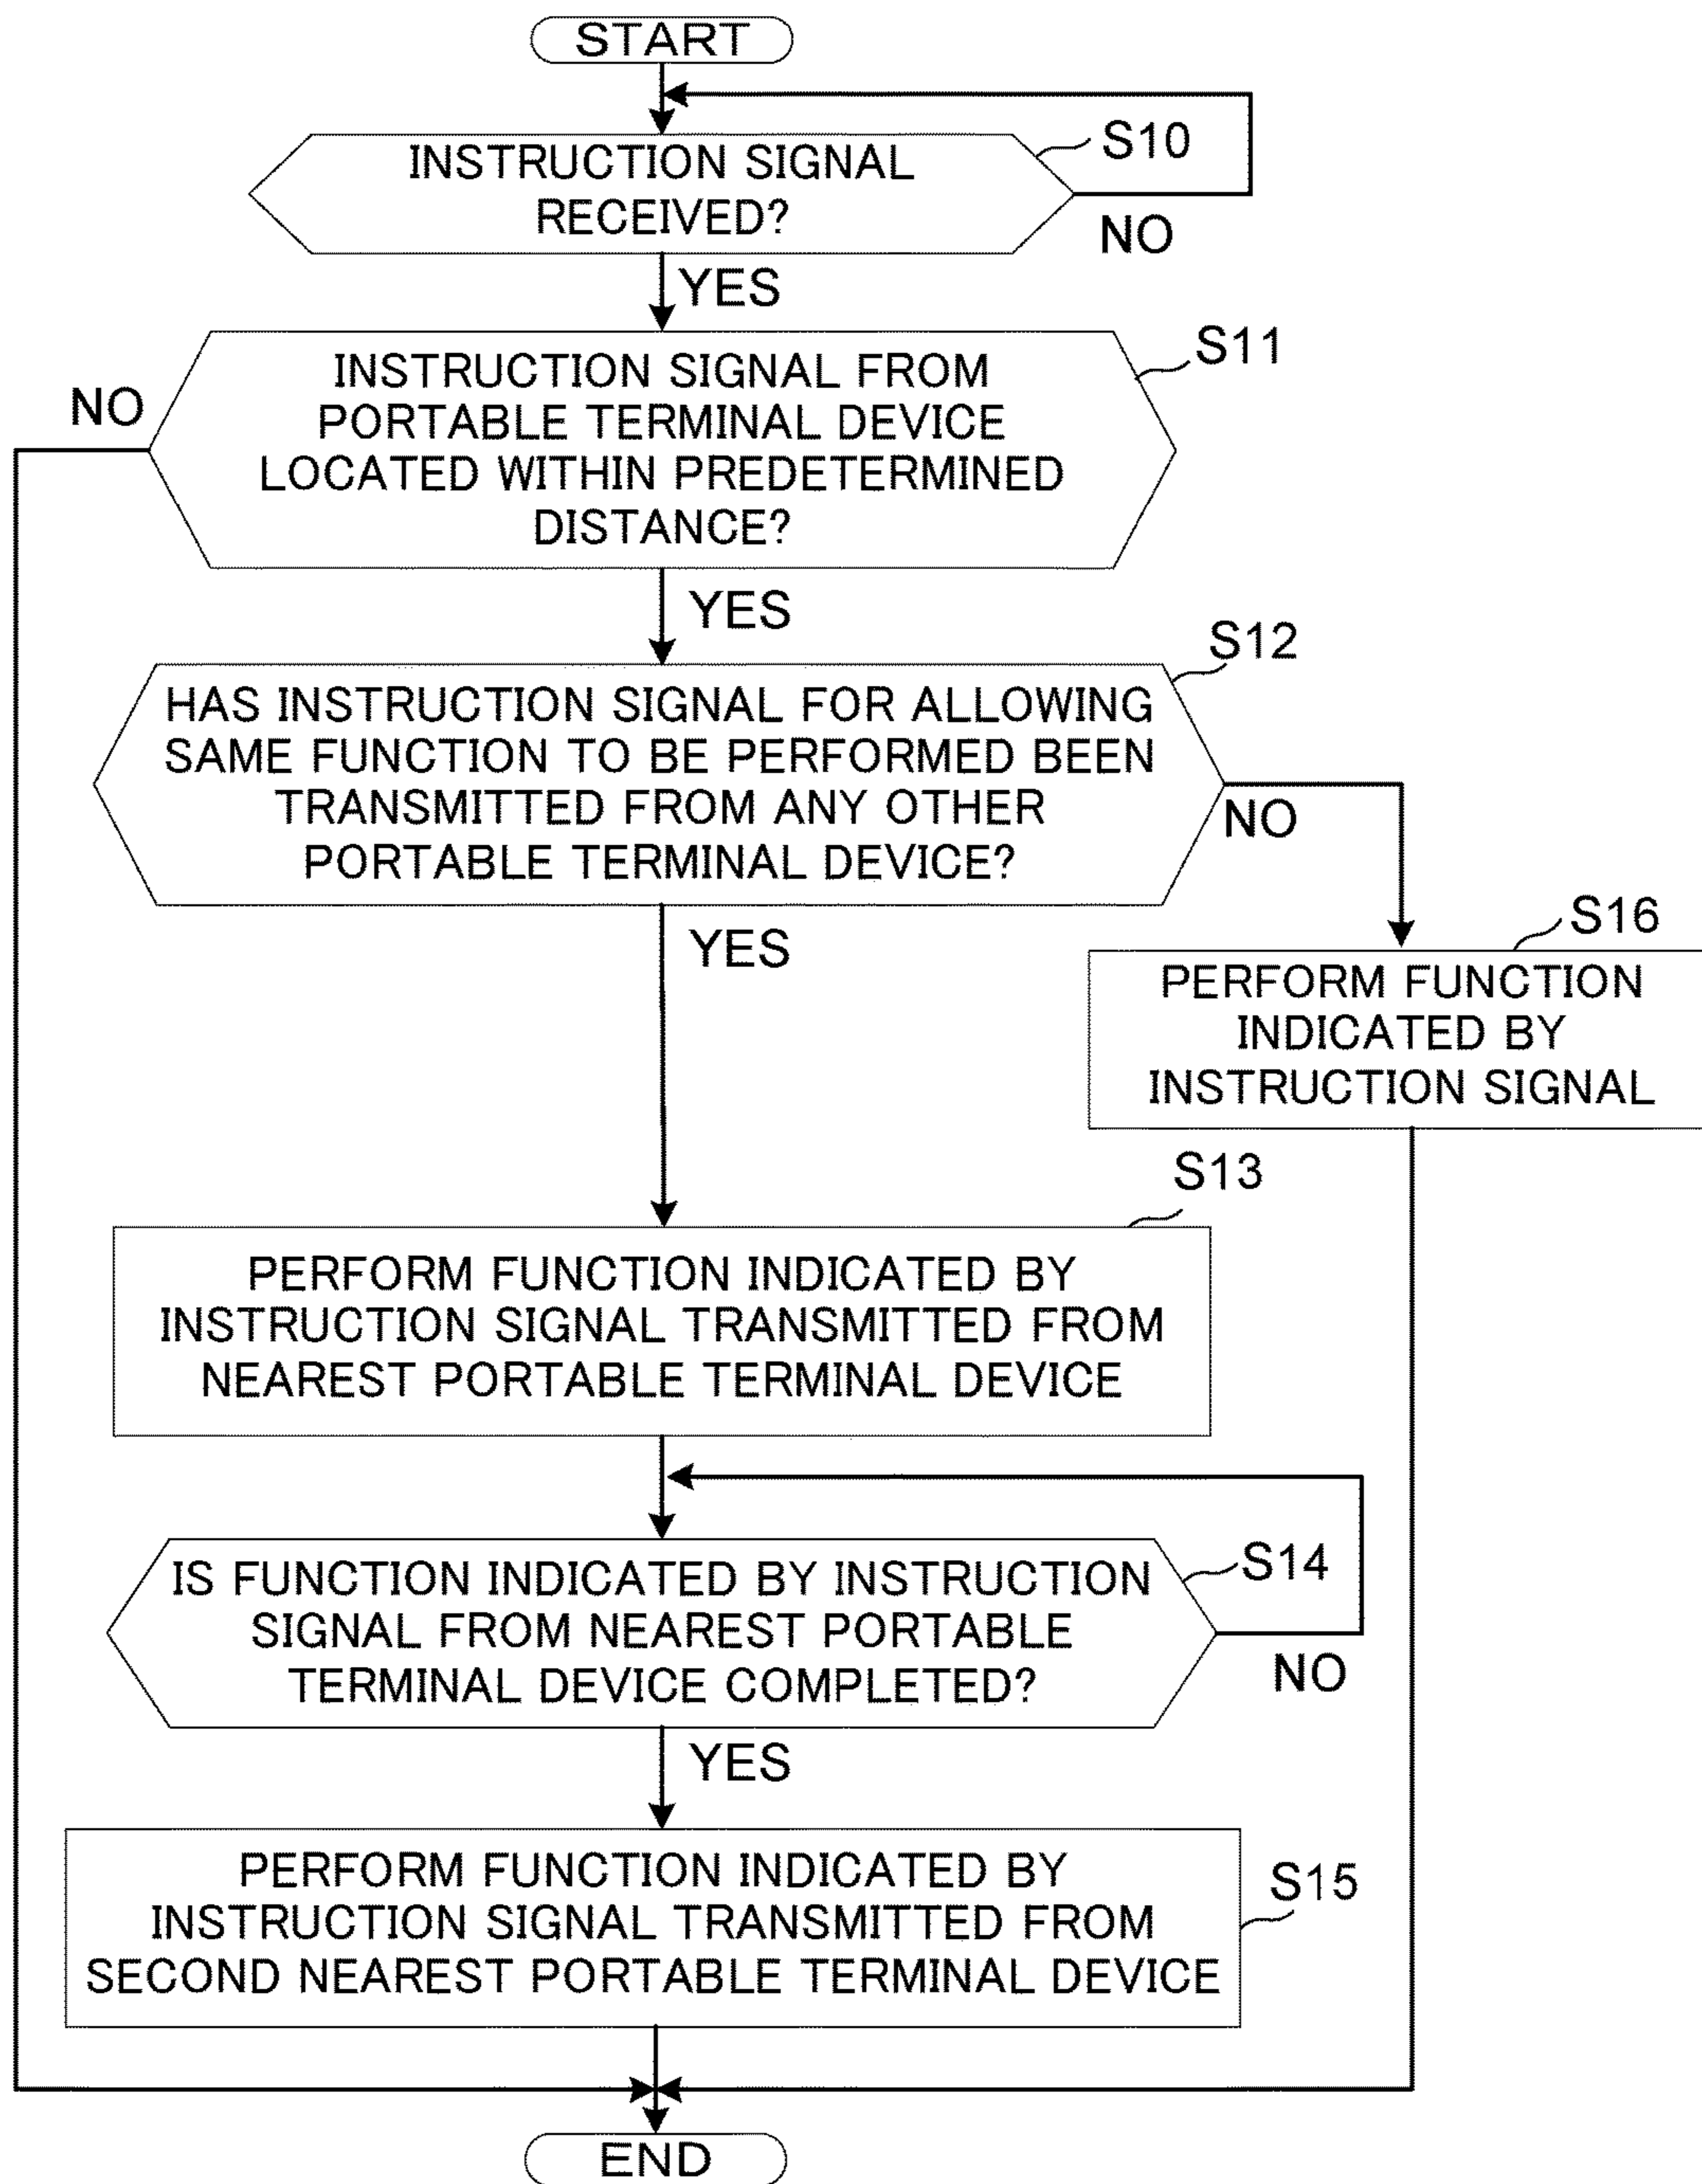 START
INSTRUCTION SIGNAL
RECEIVED?
S10
NO
YES
INSTRUCTION SIGNAL FROM
PORTABLE TERMINAL DEVICE
LOCATED WITHIN PREDETERMINED
DISTANCE?
S11
NO
YES
HAS INSTRUCTION SIGNAL FOR ALLOWING
SAME FUNCTION TO BE PERFORMED BEEN
TRANSMITTED FROM ANY OTHER
PORTABLE TERMINAL DEVICE?
S12
NO
YES
S16
PERFORM FUNCTION
INDICATED BY
INSTRUCTION SIGNAL
S13
PERFORM FUNCTION INDICATED BY
INSTRUCTION SIGNAL TRANSMITTED FROM
NEAREST PORTABLE TERMINAL DEVICE
IS FUNCTION INDICATED BY INSTRUCTION
SIGNAL FROM NEAREST PORTABLE
TERMINAL DEVICE COMPLETED?
S14
NO
YES
PERFORM FUNCTION INDICATED BY
INSTRUCTION SIGNAL TRANSMITTED FROM
SECOND NEAREST PORTABLE TERMINAL DEVICE
S15
END